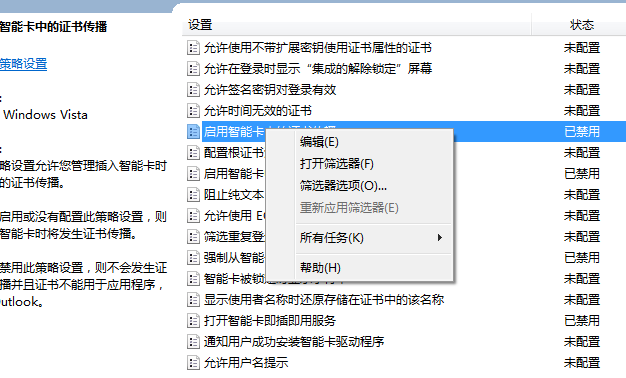 智能卡中的证书传播
策略设置
:
Windows Vista
:
略设置允许您管理插入智能卡时
的证书传播。
启用或没有配置此策略设置，则
智能卡时将发生证书传播。
禁用此策略设置，则不会发生证
播并且证书不能用于应用程序，
utlook。
设置 状态
允许使用不带扩展密钥使用证书属性的证书 未配置
允许在登录时显示“集成的解除锁定”屏幕 未配置
允许签名密钥对登录有效 未配置
允许时间无效的证书 未配置
启用智能卡 已禁用
配置根证书 未配置
启用智能卡 已禁用
阻止纯文本 未配置
允许使用 E 未配置
筛选重复登 未配置
强制从智能 已禁用
智能卡被锁 未配置
显示使用者名称时还原存储在证书中的该名称 未配置
打开智能卡即插即用服务 已禁用
通知用户成功安装智能卡驱动程序 未配置
允许用户名提示 未配置
编辑(E)
打开筛选器(F)
筛选器选项(O)...
重新应用筛选器(E)
所有任务(K)
帮助(H)